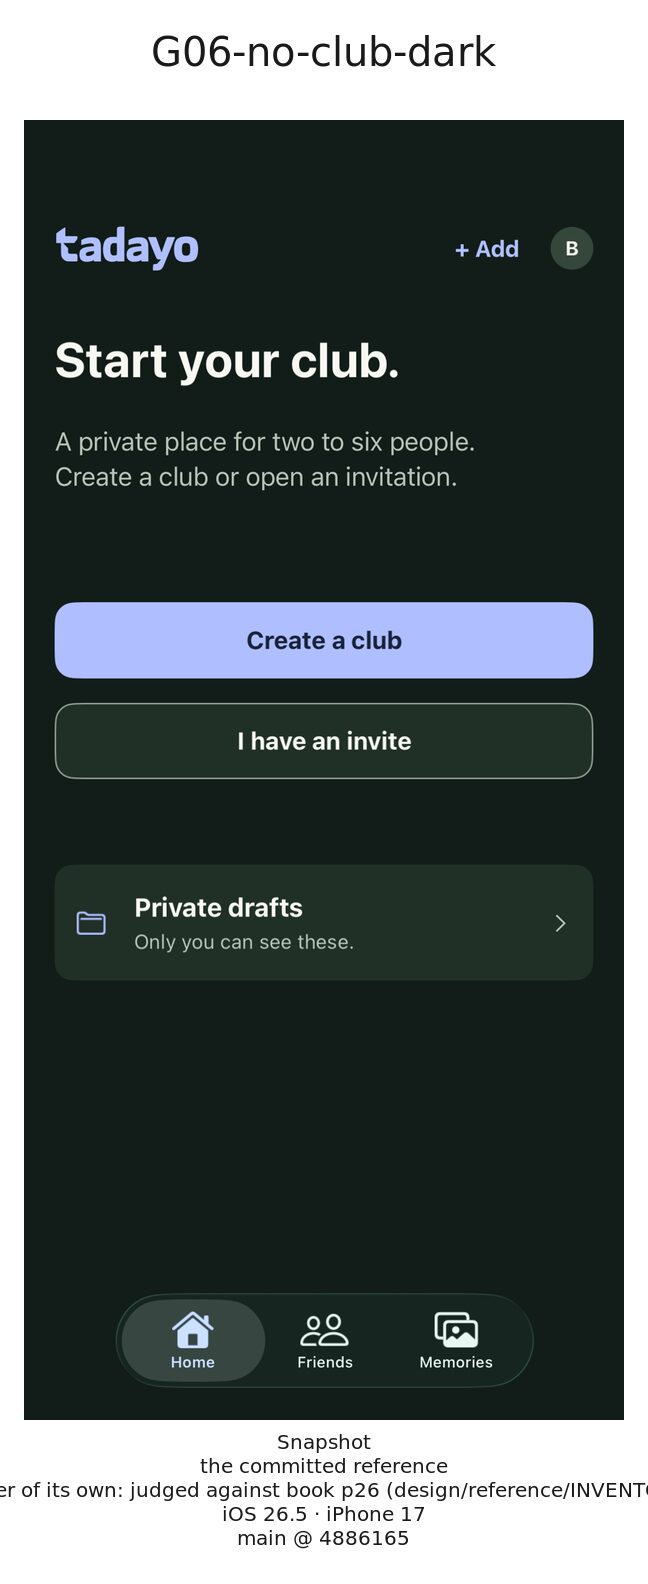 G06-no-club-dark
tadayo
+ Add
B
Start your club.
A private place for two to six people.
Create a club or open an invitation.
Create a club
I have an invite
Private drafts
Only you can see these.
Home
Friends
Memories
Snapshot
the committed reference
of its own: judged against book p26 (design/reference/
iOS 26.5 · iPhone 17
main @ 4886165